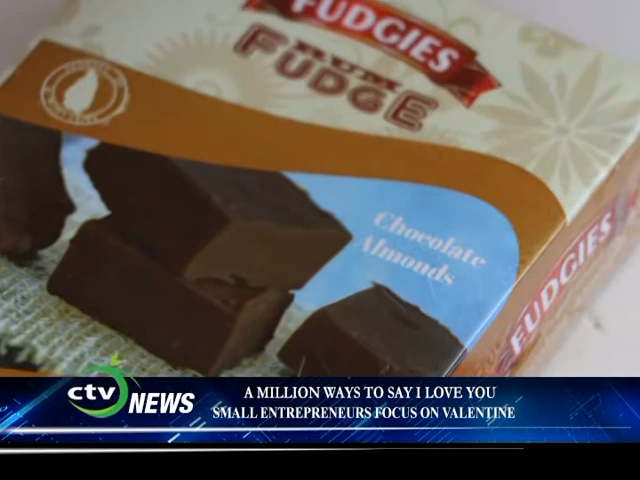 FUDGIES
RUM
FUDGE
Chocolate
Almonds
FUDGIES
ctv NEWS
A MILLION WAYS TO SAY I LOVE YOU
SMALL ENTREPRENEURS FOCUS ON VALENTINE